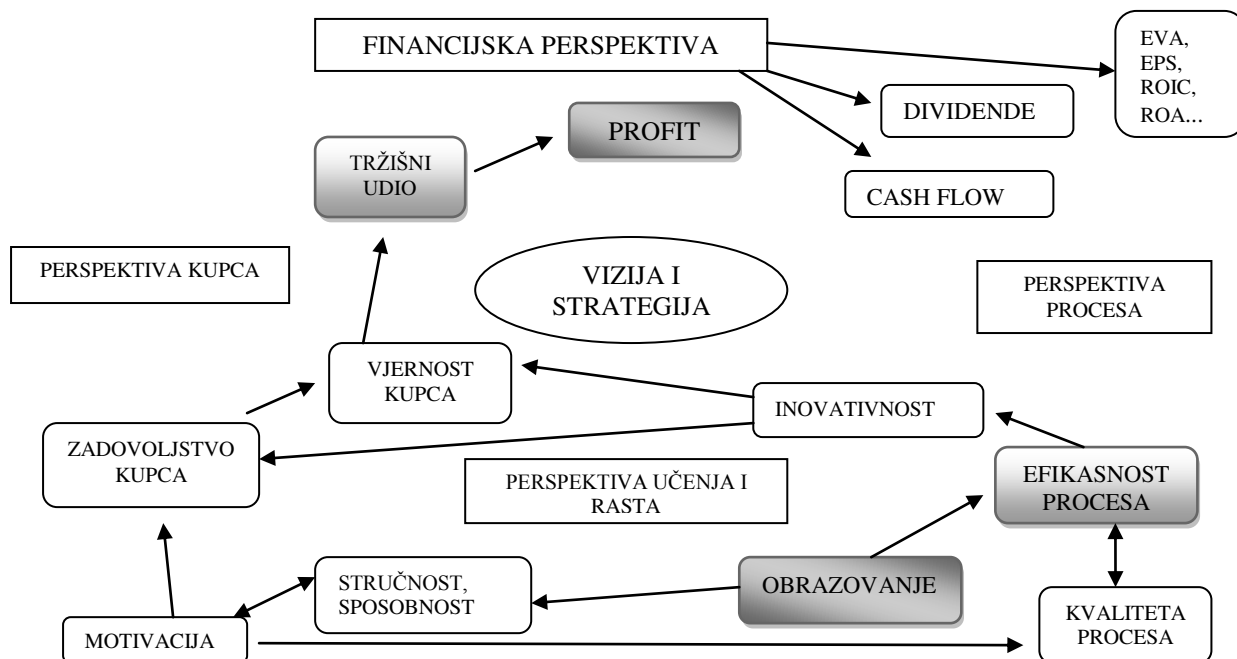 FINANCIJSKA PERSPEKTIVA
EVA,
EPS,
ROIC,
ROA...
DIVIDENDE
PROFIT
TRŽIŠNI
UDIO
CASH FLOW
PERSPEKTIVA KUPCA
VIZIJA I
STRATEGIJA
PERSPEKTIVA
PROCESA
VJERNOST
KUPCA
INOVATIVNOST
ZADOVOLJSTVO
KUPCA
PERSPEKTIVA UČENJA I
RASTA
EFIKASNOST
PROCESA
STRUČNOST,
SPOSOBNOST
OBRAZOVANJE
MOTIVACIJA
KVALITETA
PROCESA